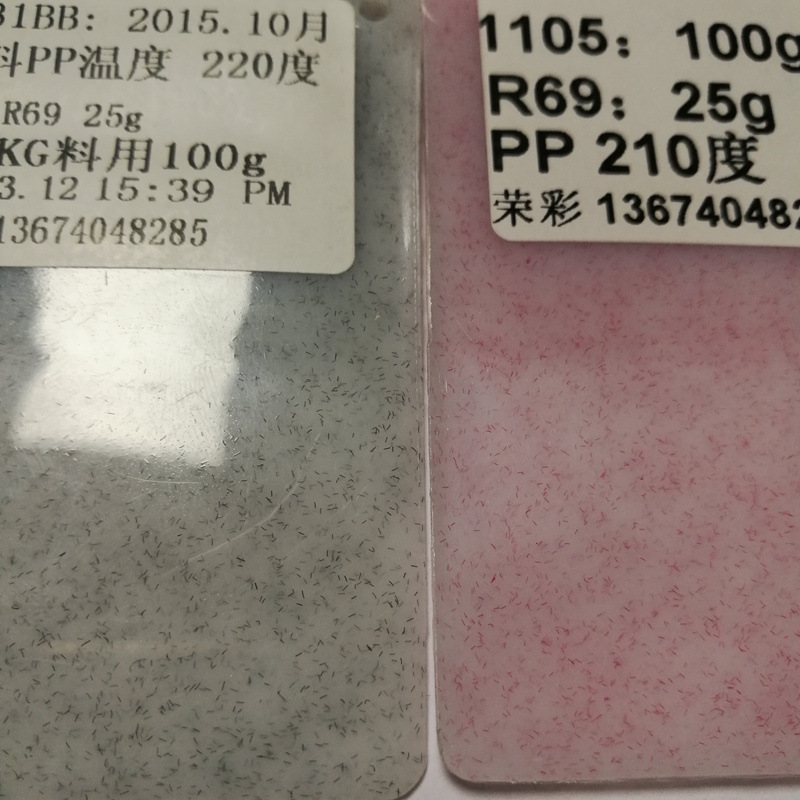 31BB: 2015.10月
料PP温度 220度
R69 25g
KG料用100g
3.12 15:39 PM
13674048285
1105: 100g
R69: 25g
PP 210度
荣彩 136740482